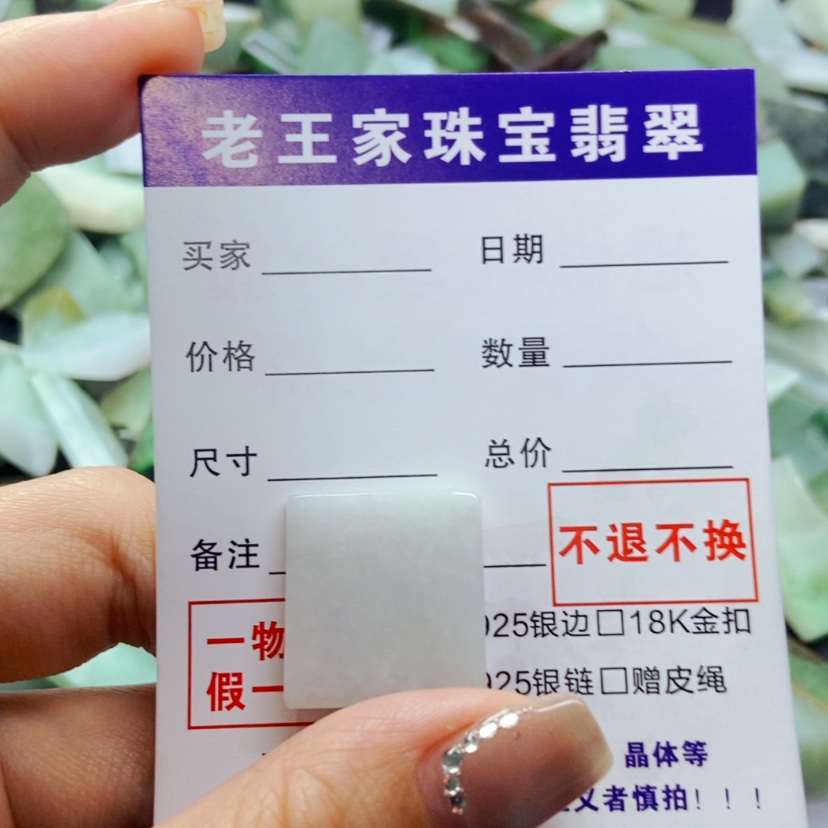 老王家珠宝翡翠
买家 日期
价格 数量
尺寸 总价
备注 不退不换
一物 925银边□18K金扣
假一 925银链□赠皮绳
晶体等
义者慎拍！！！